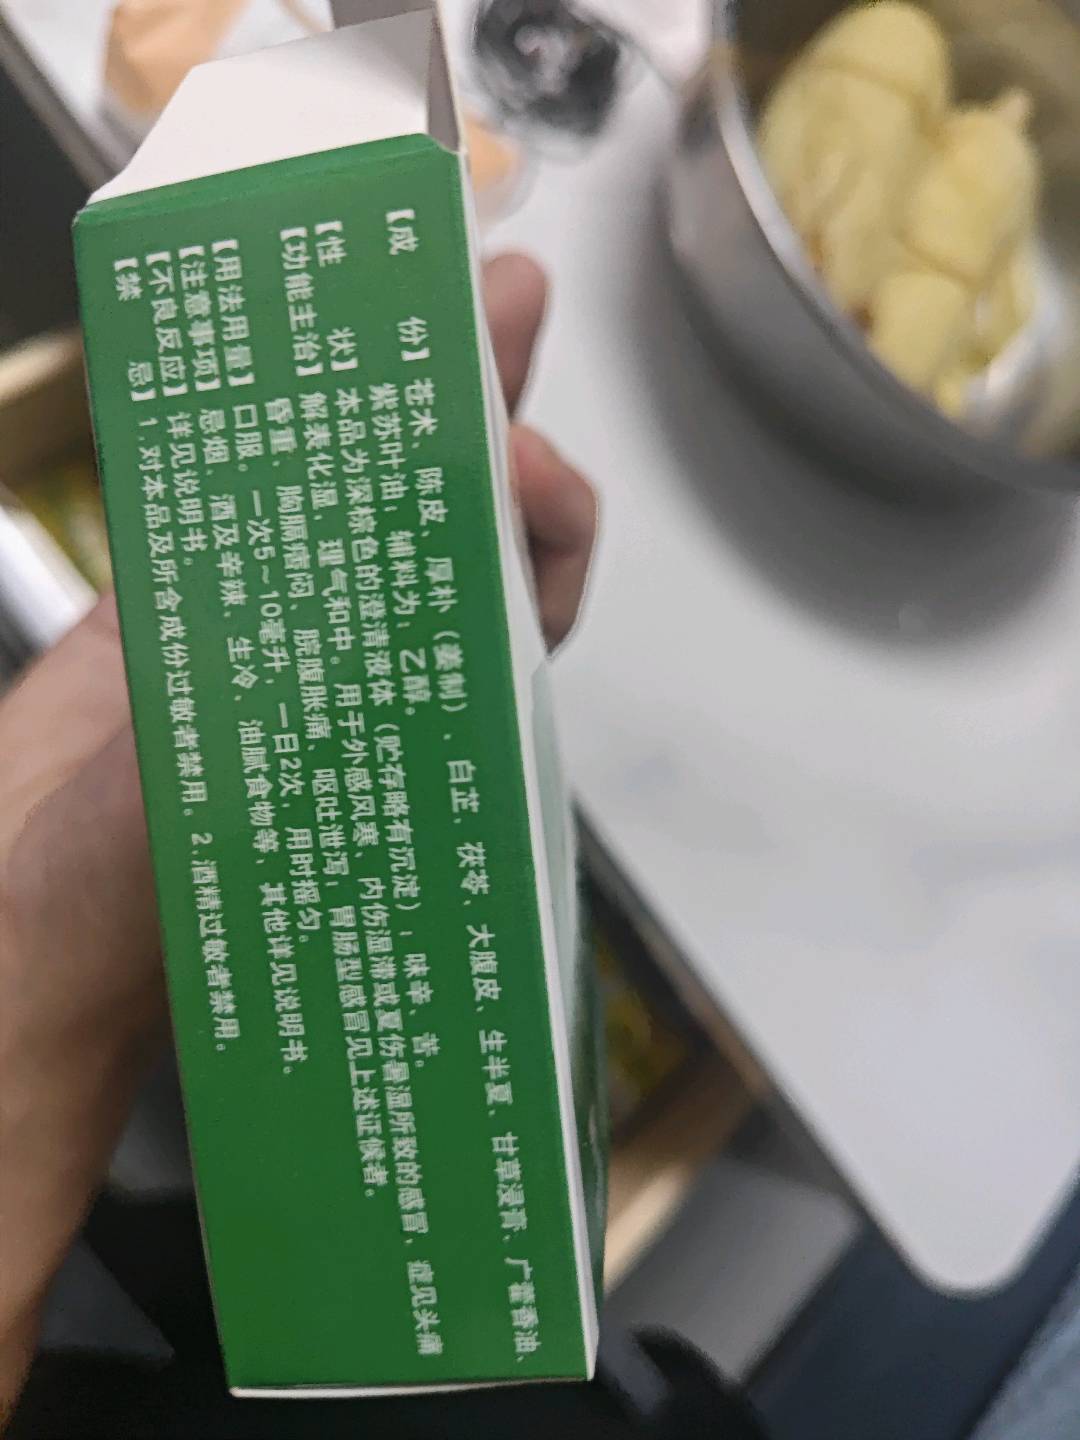 【成 份】苍术、陈皮、厚朴(姜制)、白芷、茯苓、大腹皮、生半夏、甘草浸膏、广藿香油、
紫苏叶油;辅料为:乙醇。
【性 状】本品为深棕色的澄清液体(贮存略有沉淀);味辛、苦。
【功能主治】解表化湿,理气和中。用于外感风寒、内伤湿滞或夏伤暑湿所致的感冒,症见头痛
昏重、胸膈痞闷、脘腹胀痛、呕吐泄泻;胃肠型感冒见上述证候者。
【用法用量】口服。一次5~10毫升,一日2次,用时摇匀。
【注意事项】忌烟、酒及辛辣、生冷、油腻食物等,其他详见说明书。
【不良反应】详见说明书。
【禁 忌】1.对本品及所含成份过敏者禁用。2.酒精过敏者禁用。